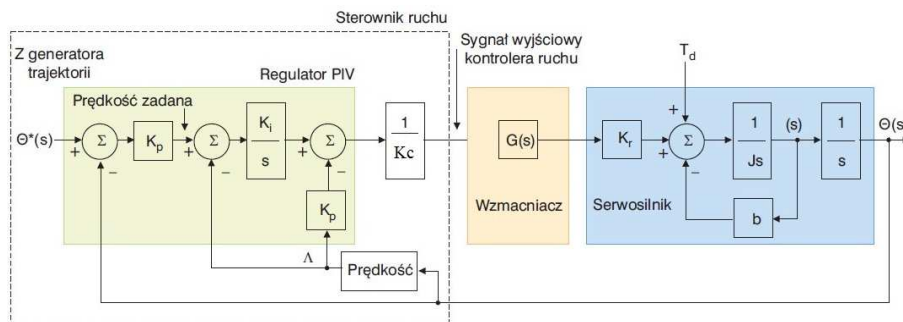 Sterownik ruchu
Z generatora
trajektorii
Regulator PIV
Sygnał wyjściowy
kontrolera ruchu
T_d
Prędkość zadana
Θ*(s)
+
Σ
−
K_p
+
Σ
−
K_i
s
+
Σ
−
1
Kc
G(s)
K_r
+
+
Σ
−
1
Js
(s)
1
s
Θ(s
K_p
Wzmacniacz
Serwosilnik
b
Λ
Prędkość